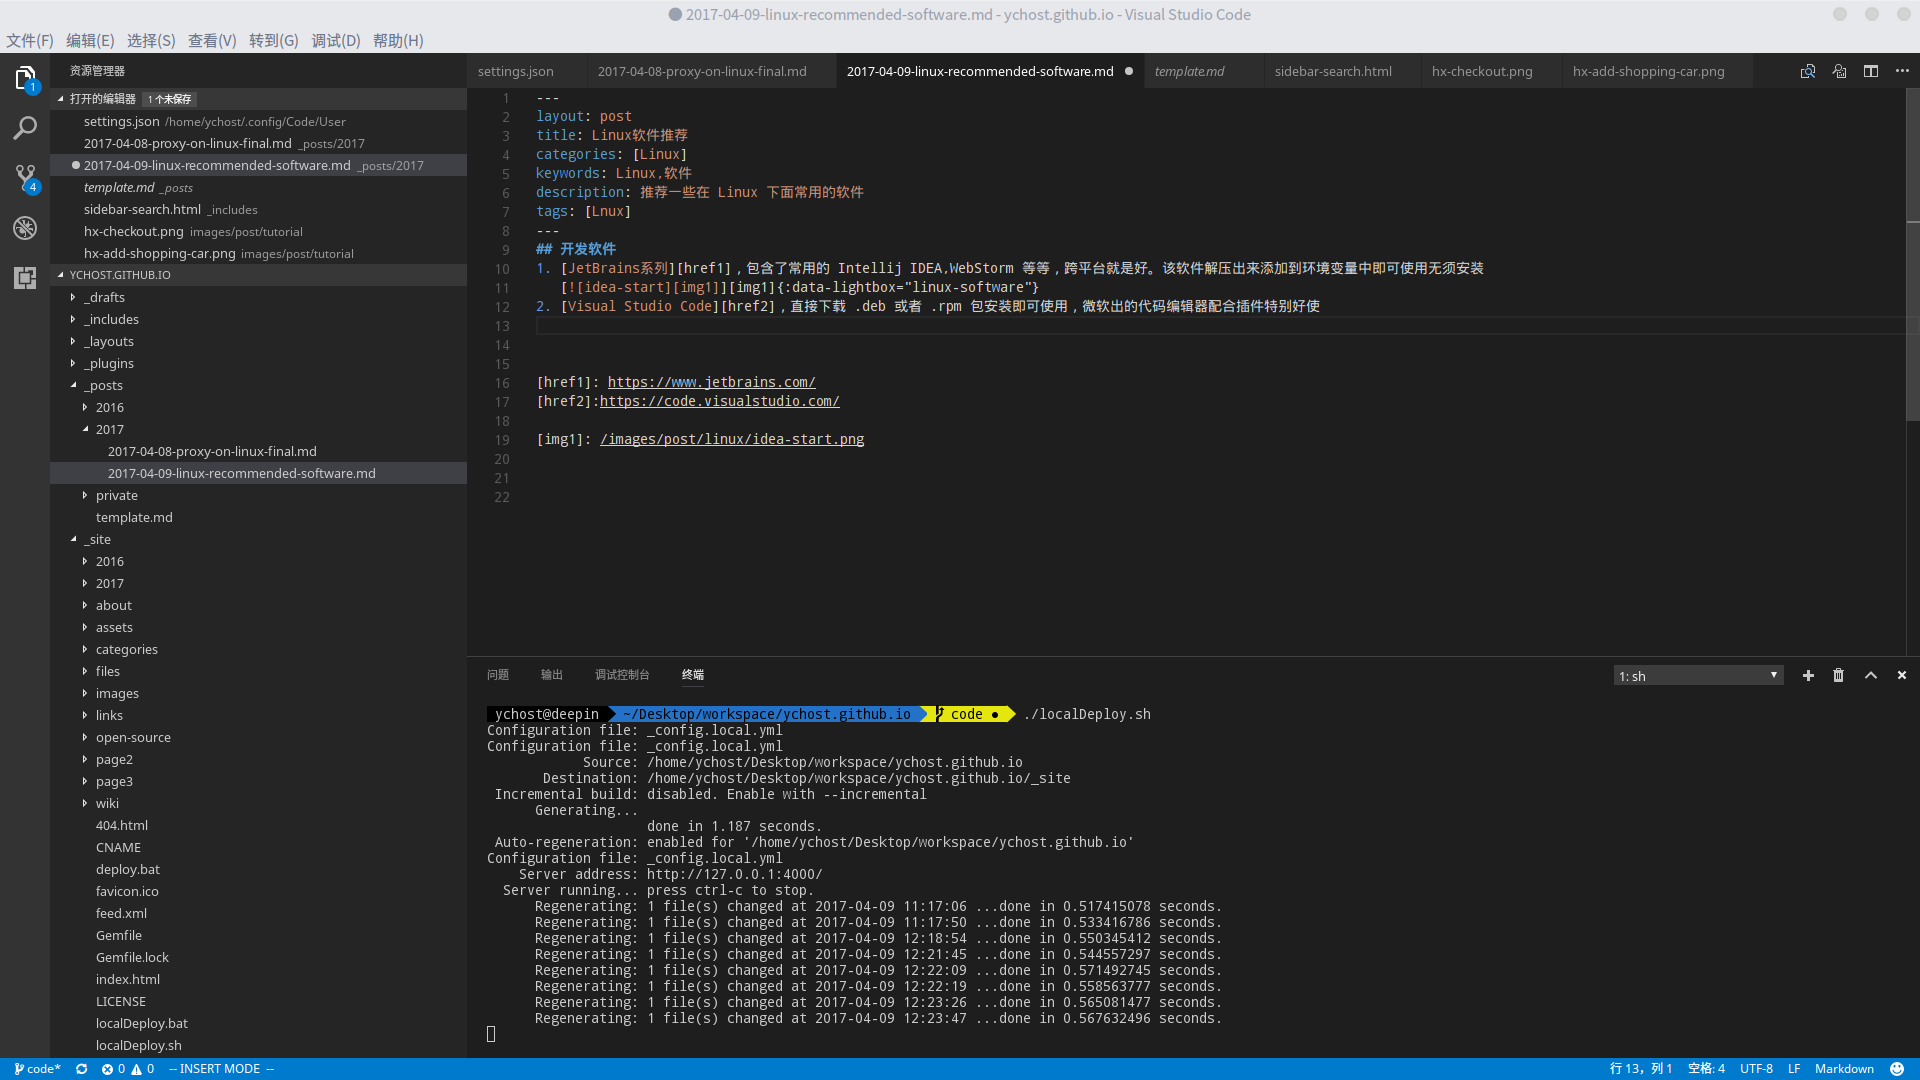 2017-04-09-linux-recommended-software.md - ychost.github.io - Visual Studio Code
文件(F) 编辑(E) 选择(S) 查看(V) 转到(G) 调试(D) 帮助(H)
资源管理器
打开的编辑器 1 个未保存
settings.json /home/ychost/.config/Code/User
2017-04-08-proxy-on-linux-final.md _posts/2017
2017-04-09-linux-recommended-software.md _posts/2017
template.md _posts
sidebar-search.html _includes
hx-checkout.png images/post/tutorial
hx-add-shopping-car.png images/post/tutorial
YCHOST.GITHUB.IO
_drafts
_includes
_layouts
_plugins
_posts
2016
2017
2017-04-08-proxy-on-linux-final.md
2017-04-09-linux-recommended-software.md
private
template.md
_site
2016
2017
about
assets
categories
files
images
links
open-source
page2
page3
wiki
404.html
CNAME
deploy.bat
favicon.ico
feed.xml
Gemfile
Gemfile.lock
index.html
LICENSE
localDeploy.bat
localDeploy.sh
1
4
settings.json 2017-04-08-proxy-on-linux-final.md 2017-04-09-linux-recommended-software.md template.md sidebar-search.html hx-checkout.png hx-add-shopping-car.png
1 ---
2 layout: post
3 title: Linux软件推荐
4 categories: [Linux]
5 keywords: Linux,软件
6 description: 推荐一些在 Linux 下面常用的软件
7 tags: [Lnux]
8 ---
9 ## 开发软件
10 1. [JetBrains系列][href1]，包含了常用的 Intellij IDEA,WebStorm 等等，跨平台就是好。该软件解压出来添加到环境变量中即可使用无须安装
11 [![idea-start][img1]][img1]{:data-lightbox="linux-software"}
12 2. [Visual Studio Code][href2]，直接下载 .deb 或者 .rpm 包安装即可使用，微软出的代码编辑器配合插件特别好使
13
14
15
16 [href1]: https://www.jetbrains.com/
17 [href2]:https://code.visualstudio.com/
18
19 [img1]: /images/post/linux/idea-start.png
20
21
22
问题 输出 调试控制台 终端 1: sh
ychost@deepin ~/Desktop/workspace/ychost.github.io code ● ./localDeploy.sh
Configuration file: _config.local.yml
Configuration file: _config.local.yml
Source: /home/ychost/Desktop/workspace/ychost.github.io
Destination: /home/ychost/Desktop/workspace/ychost.github.io/_site
Incremental build: disabled. Enable with --incremental
Generating...
done in 1.187 seconds.
Auto-regeneration: enabled for '/home/ychost/Desktop/workspace/ychost.github.io'
Configuration file: _config.local.yml
Server address: http://127.0.0.1:4000/
Server running... press ctrl-c to stop.
Regenerating: 1 file(s) changed at 2017-04-09 11:17:06 ...done in 0.517415078 seconds.
Regenerating: 1 file(s) changed at 2017-04-09 11:17:50 ...done in 0.533416786 seconds.
Regenerating: 1 file(s) changed at 2017-04-09 12:18:54 ...done in 0.550345412 seconds.
Regenerating: 1 file(s) changed at 2017-04-09 12:21:45 ...done in 0.544557297 seconds.
Regenerating: 1 file(s) changed at 2017-04-09 12:22:09 ...done in 0.571492745 seconds.
Regenerating: 1 file(s) changed at 2017-04-09 12:22:19 ...done in 0.558563777 seconds.
Regenerating: 1 file(s) changed at 2017-04-09 12:23:26 ...done in 0.565081477 seconds.
Regenerating: 1 file(s) changed at 2017-04-09 12:23:47 ...done in 0.567632496 seconds.
code* 0 0 -- INSERT MODE -- 行 13，列 1 空格: 4 UTF-8 LF Markdown